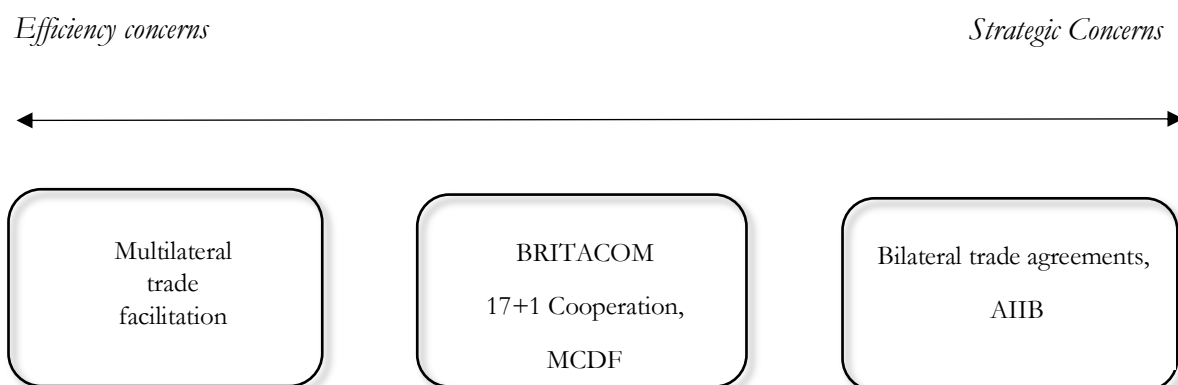 Efficiency concerns
Strategic Concerns
Multilateral
trade
facilitation
BRITACOM
17+1 Cooperation,
MCDF
Bilateral trade agreements,
AIIB